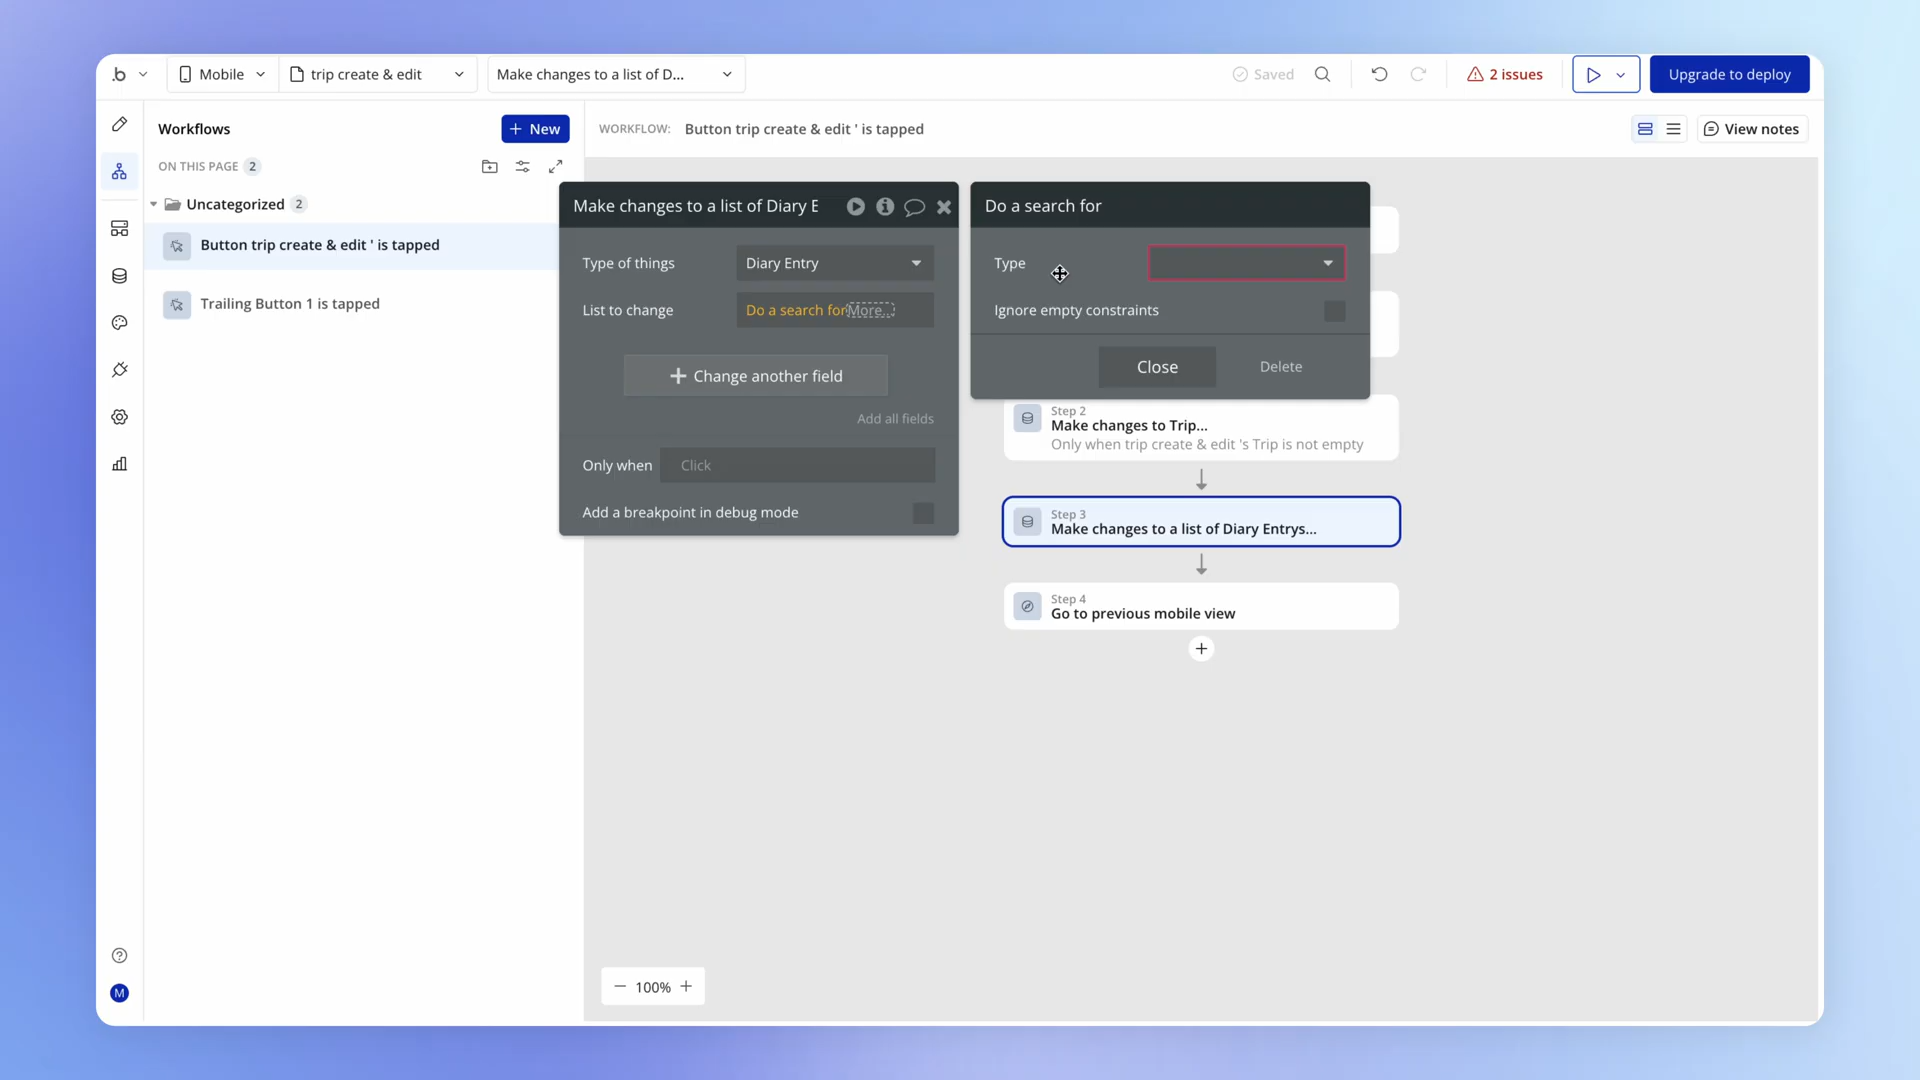 .b
Mobile
trip create & edit
Make changes to a list of D...
Saved
2 issues
Upgrade to deploy
Workflows
+ New
WORKFLOW: Button trip create & edit ' is tapped
View notes
ON THIS PAGE 2
Uncategorized 2
Button trip create & edit ' is tapped
Trailing Button 1 is tapped
Make changes to a list of Diary E
Type of things
Diary Entry
List to change
Do a search for More...
+ Change another field
Add all fields
Only when
Click
Add a breakpoint in debug mode
Do a search for
Type
Ignore empty constraints
Close
Delete
Step 2
Make changes to Trip...
Only when trip create & edit 's Trip is not empty
Step 3
Make changes to a list of Diary Entrys...
Step 4
Go to previous mobile view
100%
M